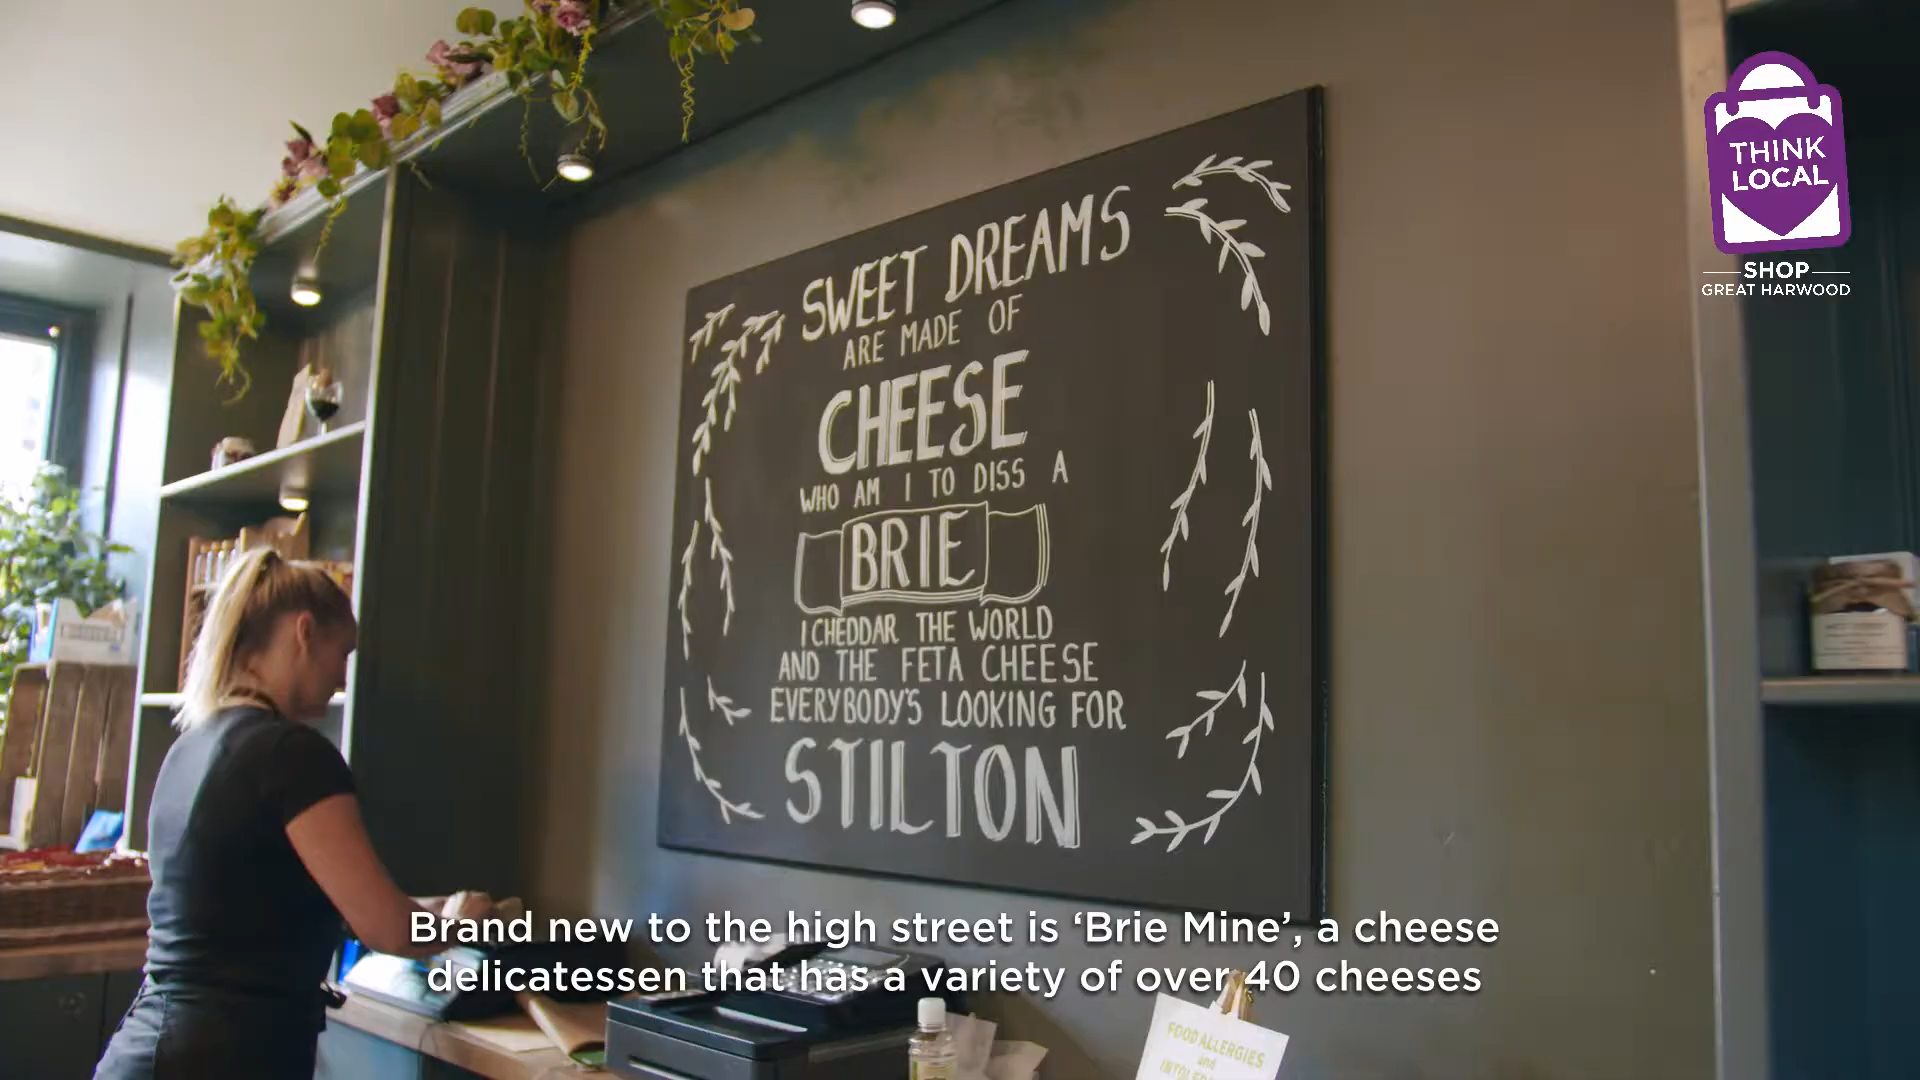 SWEET DREAMS
ARE MADE OF
CHEESE
WHO AM I TO DISS A
BRIE
I CHEDDAR THE WORLD
AND THE FETA CHEESE
EVERYBODY'S LOOKING FOR
STILTON
THINK
LOCAL
SHOP
GREAT HARWOOD
Brand new to the high street is ‘Brie Mine’, a cheese
delicatessen that has a variety of over 40 cheeses
FOOD ALLERGIES
and